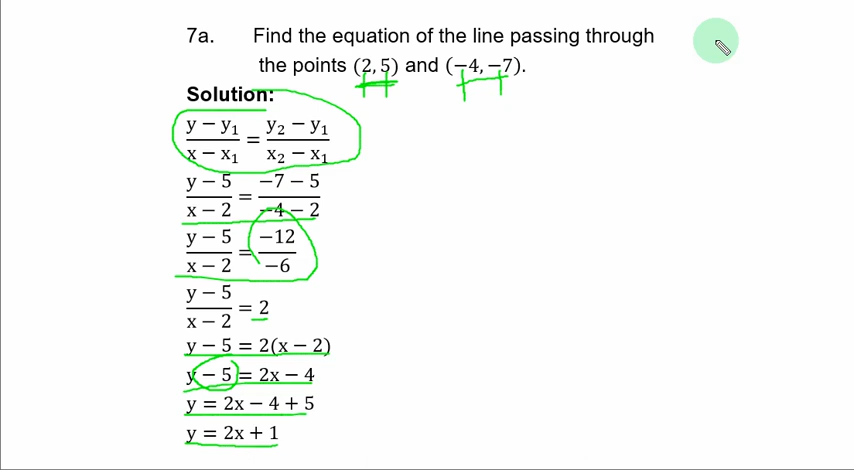 7a. Find the equation of the line passing through
the points (2, 5) and (−4, −7).
Solution:
y − y₁ / x − x₁ = y₂ − y₁ / x₂ − x₁
y − 5 / x − 2 = −7 − 5 / −4 − 2
y − 5 / x − 2 = −12 / −6
y − 5 / x − 2 = 2
y − 5 = 2(x − 2)
y − 5 = 2x − 4
y = 2x − 4 + 5
y = 2x + 1